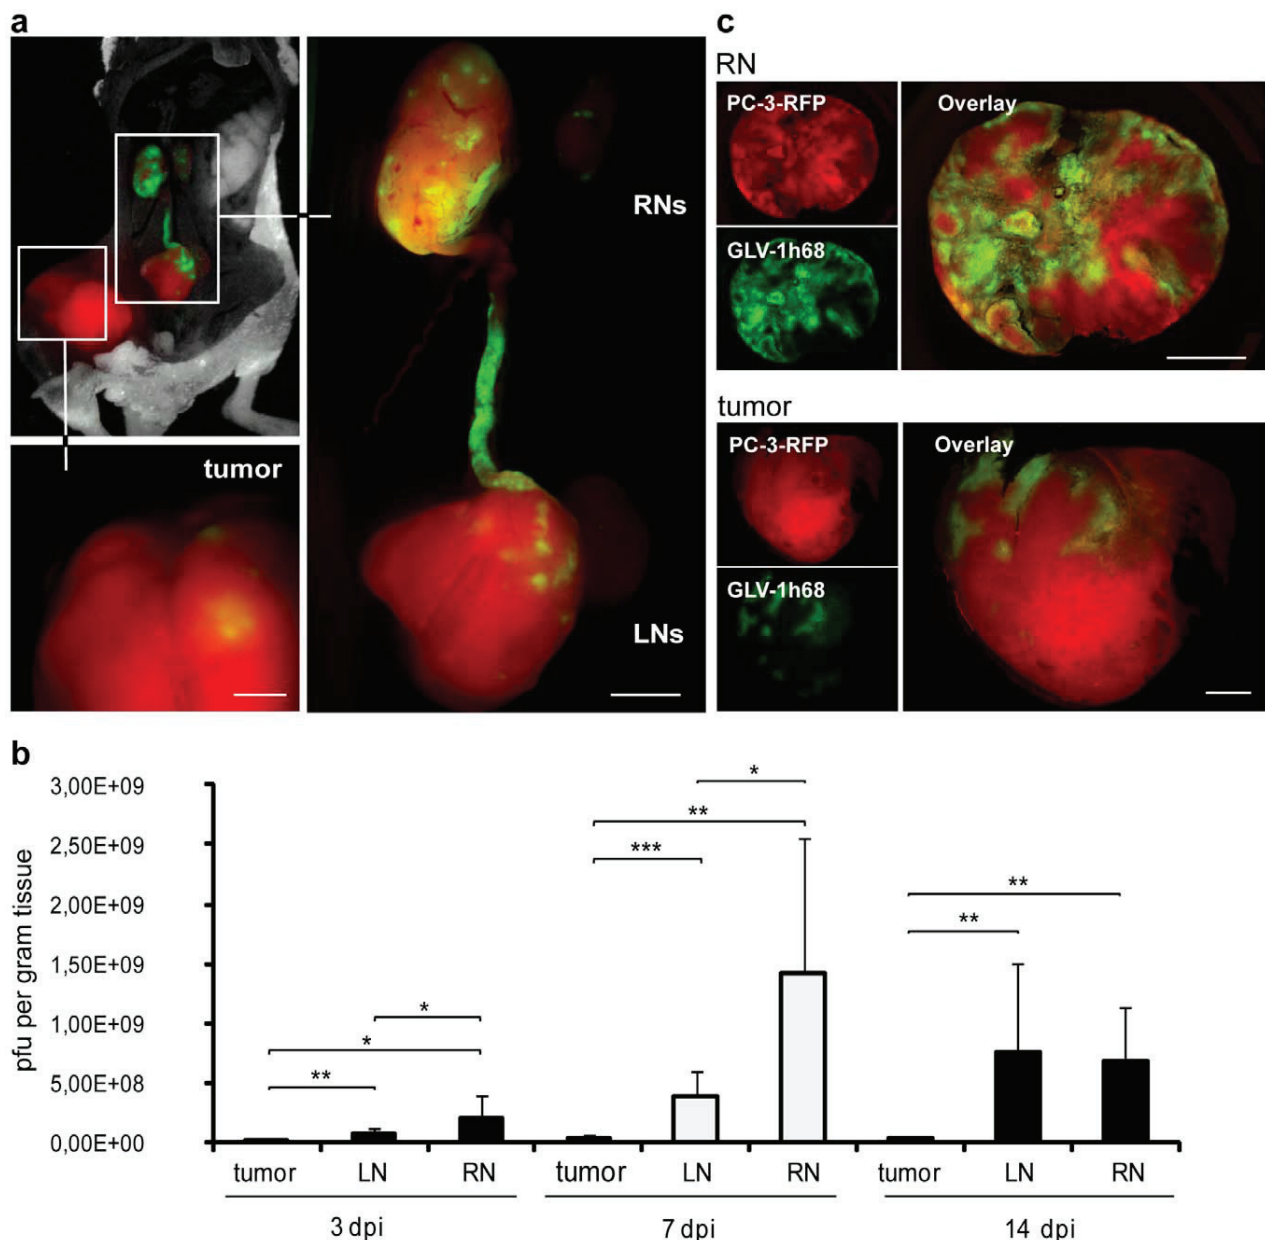 a
RNs
LNs
tumor
c
RN
PC-3-RFP
Overlay
GLV-1h68
tumor
PC-3-RFP
Overlay
GLV-1h68
b
pfu per gram tissue
3,00E+09
2,50E+09
2,00E+09
1,50E+09
1,00E+09
5,00E+08
0,00E+00
** * *
*** ** *
** **
tumor LN RN tumor LN RN tumor LN RN
3 dpi 7 dpi 14 dpi